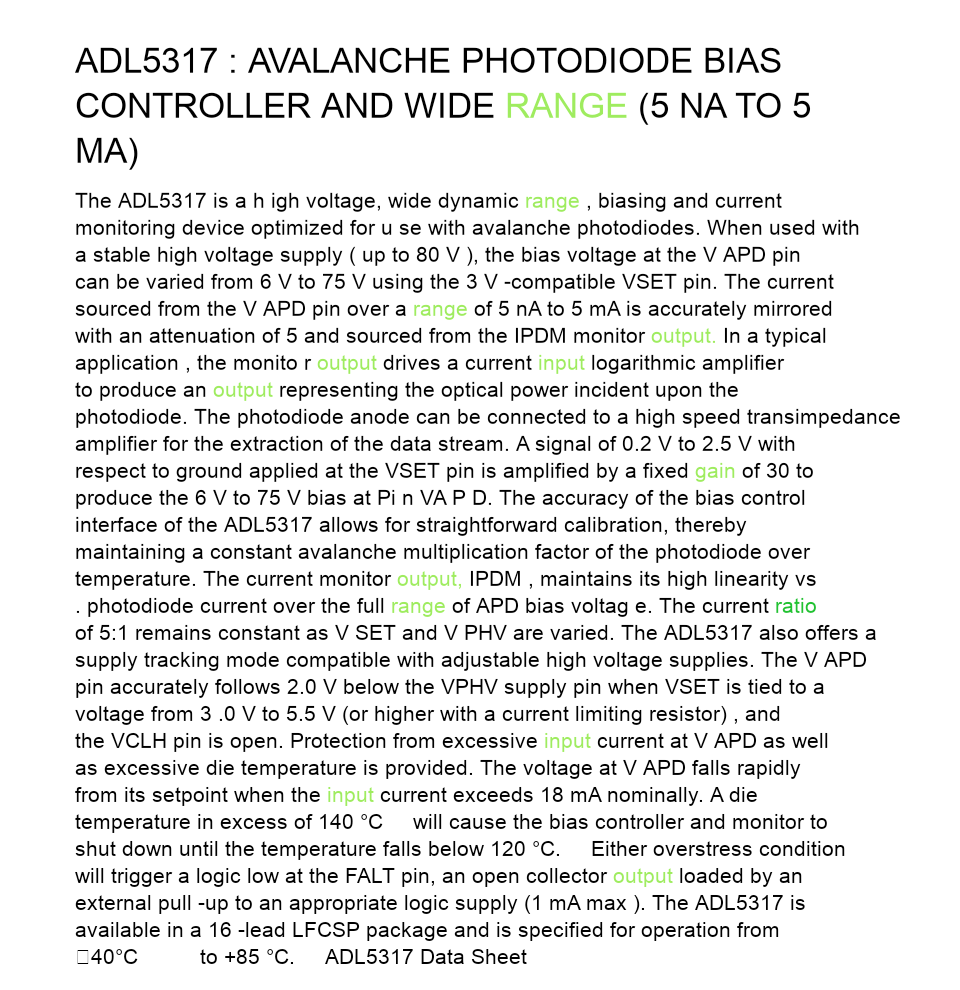 ADL5317 : AVALANCHE PHOTODIODE BIAS
CONTROLLER AND WIDE RANGE (5 NA TO 5
MA)
The ADL5317 is a h igh voltage, wide dynamic range , biasing and current
monitoring device optimized for u se with avalanche photodiodes. When used with
a stable high voltage supply ( up to 80 V ), the bias voltage at the V APD pin
can be varied from 6 V to 75 V using the 3 V -compatible VSET pin. The current
sourced from the V APD pin over a range of 5 nA to 5 mA is accurately mirrored
with an attenuation of 5 and sourced from the IPDM monitor output. In a typical
application , the monito r output drives a current input logarithmic amplifier
to produce an output representing the optical power incident upon the
photodiode. The photodiode anode can be connected to a high speed transimpedance
amplifier for the extraction of the data stream. A signal of 0.2 V to 2.5 V with
respect to ground applied at the VSET pin is amplified by a fixed gain of 30 to
produce the 6 V to 75 V bias at Pi n VA P D. The accuracy of the bias control
interface of the ADL5317 allows for straightforward calibration, thereby
maintaining a constant avalanche multiplication factor of the photodiode over
temperature. The current monitor output, IPDM , maintains its high linearity vs
. photodiode current over the full range of APD bias voltag e. The current ratio
of 5:1 remains constant as V SET and V PHV are varied. The ADL5317 also offers a
supply tracking mode compatible with adjustable high voltage supplies. The V APD
pin accurately follows 2.0 V below the VPHV supply pin when VSET is tied to a
voltage from 3 .0 V to 5.5 V (or higher with a current limiting resistor) , and
the VCLH pin is open. Protection from excessive input current at V APD as well
as excessive die temperature is provided. The voltage at V APD falls rapidly
from its setpoint when the input current exceeds 18 mA nominally. A die
temperature in excess of 140 °C will cause the bias controller and monitor to
shut down until the temperature falls below 120 °C. Either overstress condition
will trigger a logic low at the FALT pin, an open collector output loaded by an
external pull -up to an appropriate logic supply (1 mA max ). The ADL5317 is
available in a 16 -lead LFCSP package and is specified for operation from
□40°C to +85 °C. ADL5317 Data Sheet